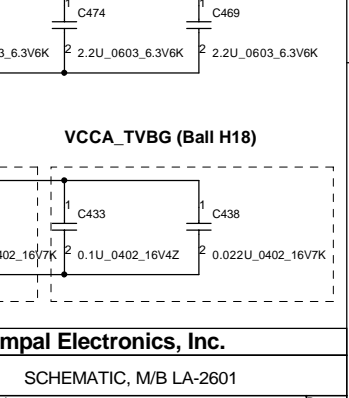 1 C474 1 C469
3_6.3V6K 2 2.2U_0603_6.3V6K 2 2.2U_0603_6.3V6K
VCCA_TVBG (Ball H18)
1 C433 1 C438
402_16V7K 2 0.1U_0402_16V4Z 2 0.022U_0402_16V7K
mpal Electronics, Inc.
SCHEMATIC, M/B LA-2601